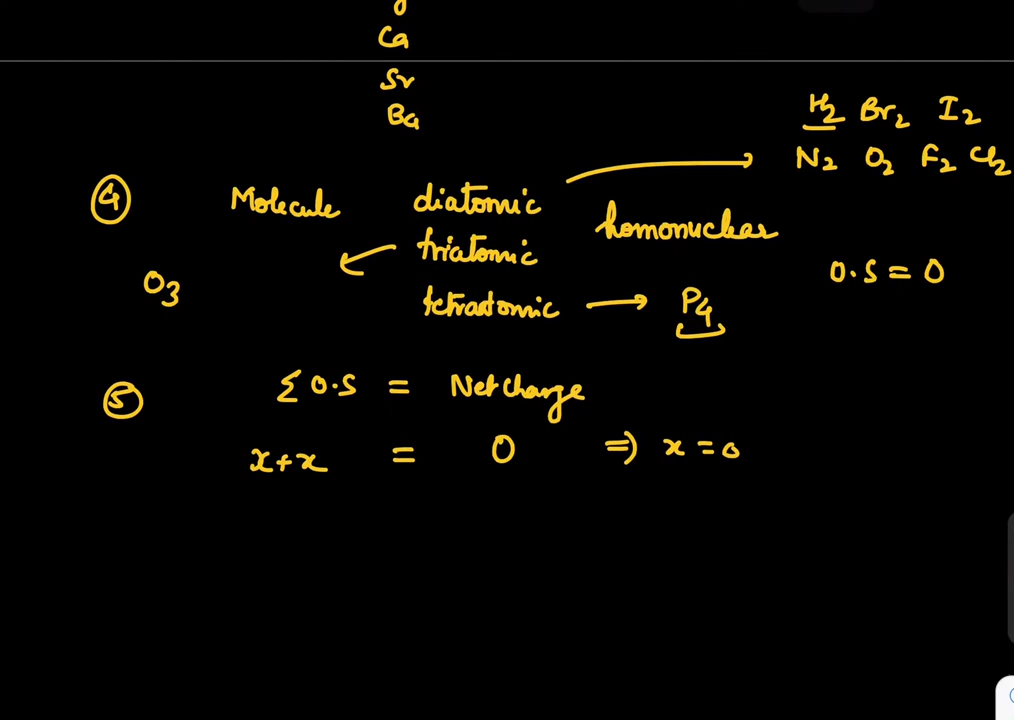 Ca
Sr
Ba
H2 Br2 I2
N2 O2 F2 Cl2
4 Molecule diatomic
homonuclear
triatomic
O.S = 0
O3
tetratomic → P4
5 Σ O.S = Net charge
x+x = 0 ⇒ x = 0